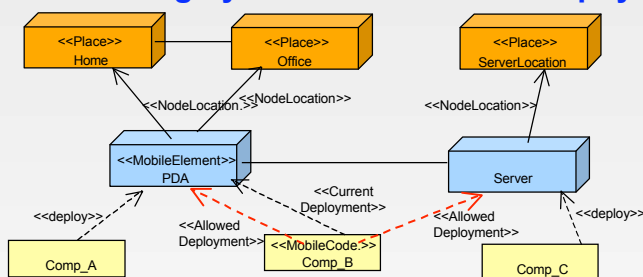 <<Place>>
Home
<<Place>>
Office
<<Place>>
ServerLocation
<<NodeLocation.>>
<<NodeLocation>>
<<NodeLocation>>
<<MobileElement>>
PDA
Server
<<deploy>>
<<Allowed
Deployment>>
<<Current
Deployment>>
<<Allowed
Deployment>>
<<deploy>>
Comp_A
<<MobileCode.>>
Comp_B
Comp_C